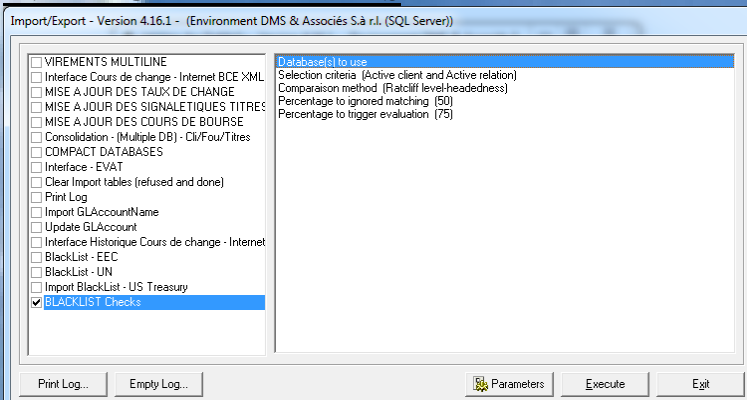 Import/Export - Version 4.16.1 - (Environment DMS & Associés S.à r.l. (SQL Server))
VIREMENTS MULTILINE
Interface Cours de change - Internet BCE XML
MISE A JOUR DES TAUX DE CHANGE
MISE A JOUR DES SIGNALETIQUES TITRES
MISE A JOUR DES COURS DE BOURSE
Consolidation - (Multiple DB) - Cli/Fou/Titres
COMPACT DATABASES
Interface - EVAT
Clear Import tables (refused and done)
Print Log
Import GLAccountName
Update GLAccount
Interface Historique Cours de change - Internet
BlackList - EEC
BlackList - UN
Import BlackList - US Treasury
BLACKLIST Checks
Database(s) to use
Selection criteria (Active client and Active relation)
Comparaison method (Ratcliff level-headedness)
Percentage to ignored matching (50)
Percentage to trigger evaluation (75)
Print Log...
Empty Log...
Parameters
Execute
Exit